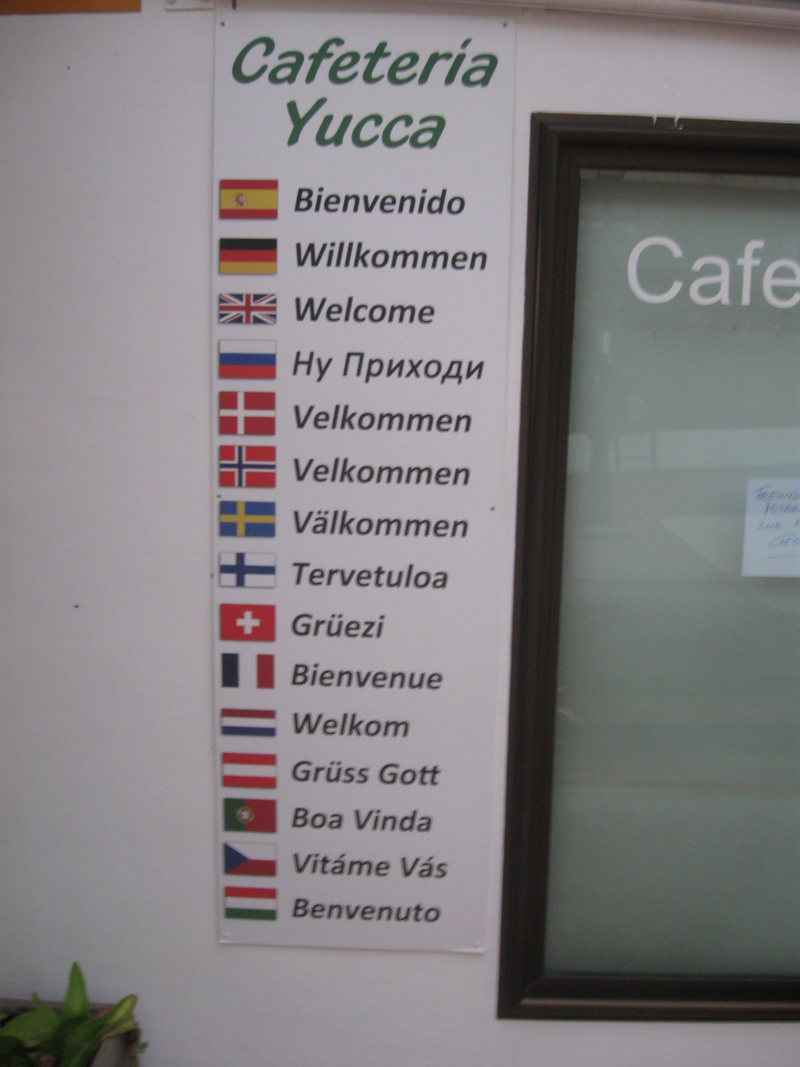 Cafetería
Yucca
Bienvenido
Willkommen
Welcome
Ну Приходи
Velkommen
Velkommen
Välkommen
Tervetuloa
Grüezi
Bienvenue
Welkom
Grüss Gott
Boa Vinda
Vitáme Vás
Benvenuto
Cafe